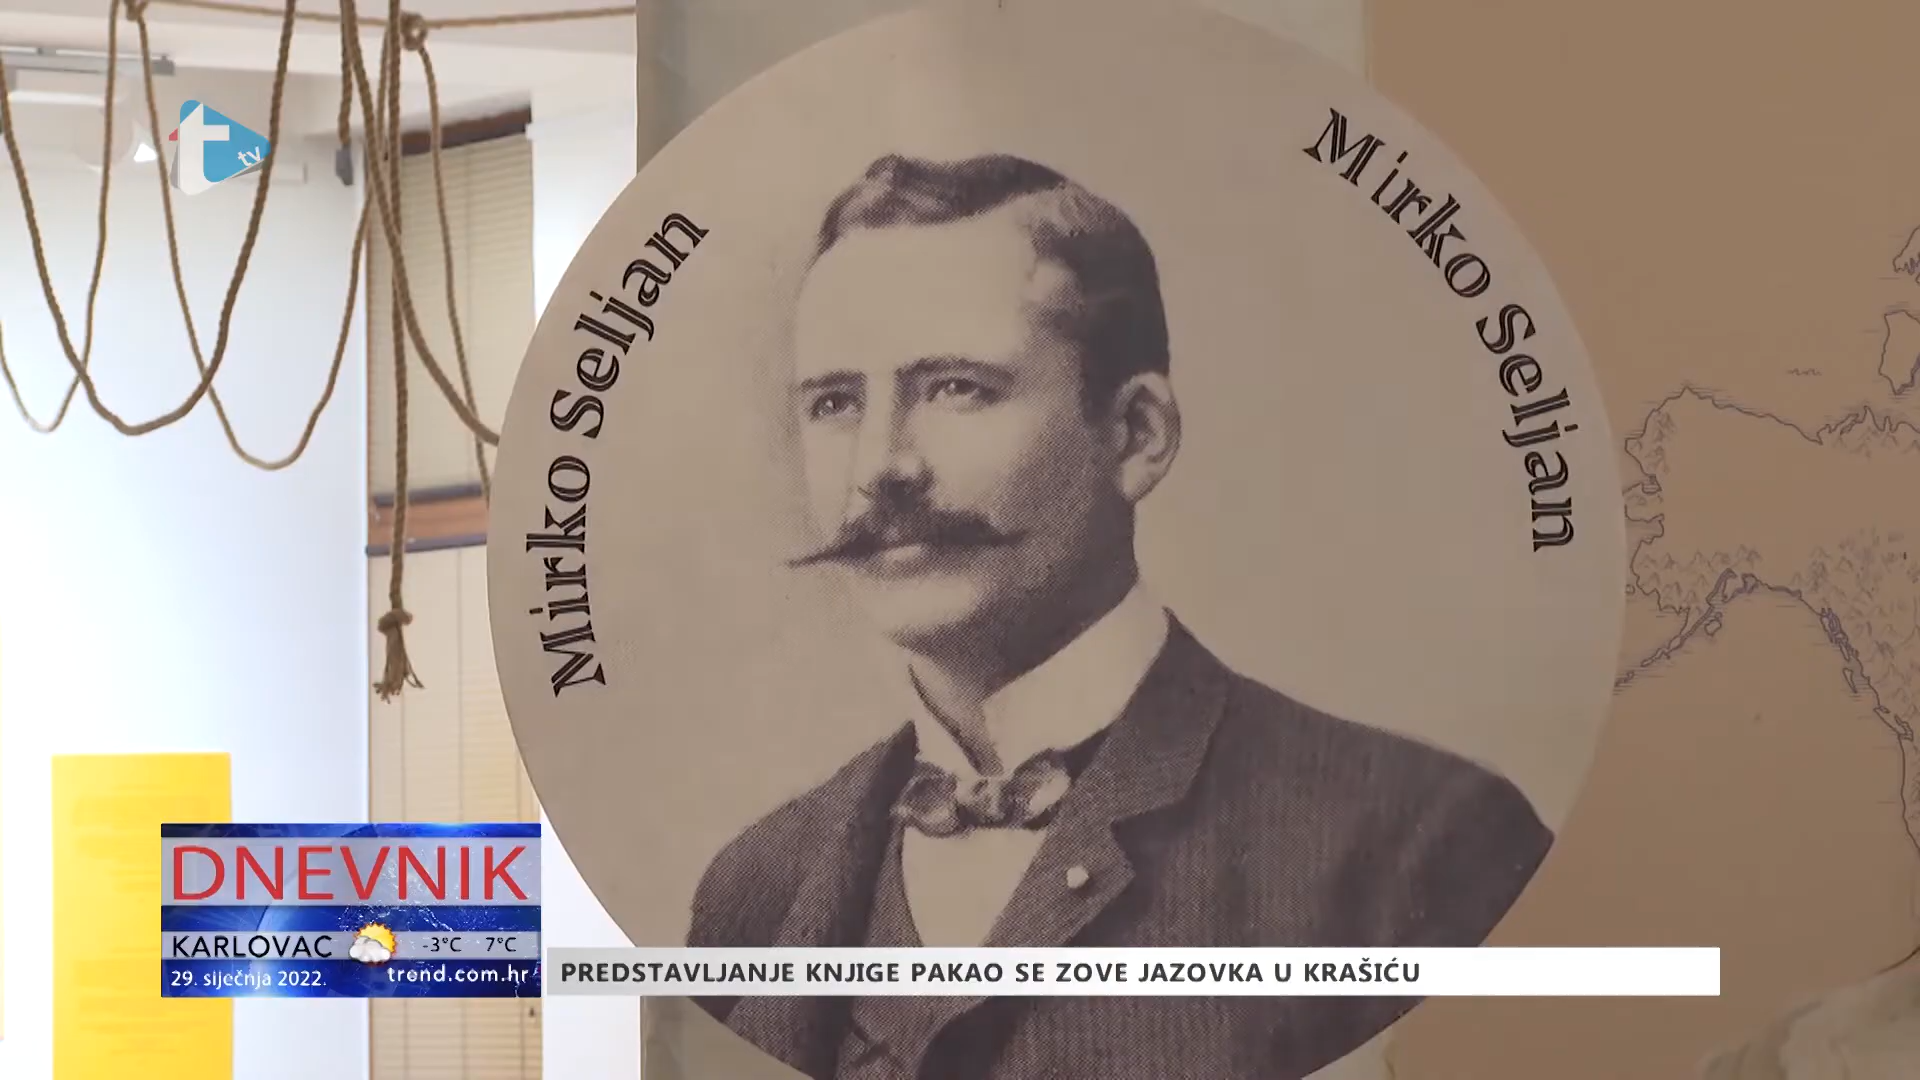 t tv
Mirko Seljan
Mirko Seljan
DNEVNIK
KARLOVAC -3°C 7°C
29. siječnja 2022. trend.com.hr
PREDSTAVLJANJE KNJIGE PAKAO SE ZOVE JAZOVKA U KRAŠIĆU